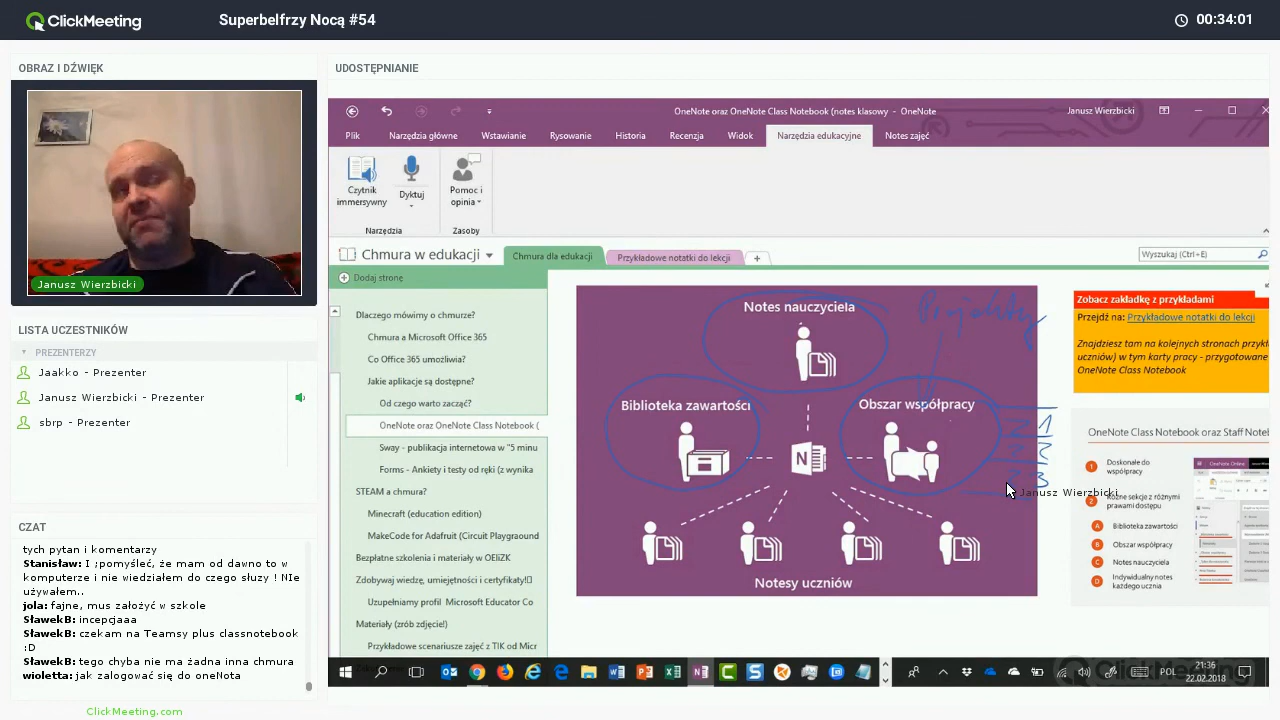 ClickMeeting
Superbelfrzy Nocą #54
00:34:01
OBRAZ I DŹWIĘK
Janusz Wierzbicki
LISTA UCZESTNIKÓW
PREZENTERZY
Jaakko - Prezenter
Janusz Wierzbicki - Prezenter
sbrp - Prezenter
CZAT
tych pytan i komentarzy
Stanisław: I ;pomyśleć, że mam od dawno to w
komputerze i nie wiedziałem do czego służy ! NIe
używałem..
jola: fajne, mus założyć w szkole
SławekB: incepcjaaa
SławekB: czekam na Teamsy plus classnotebook
:D
SławekB: tego chyba nie ma żadna inna chmura
wioletta: jak zalogować się do oneNota
ClickMeeting.com
UDOSTĘPNIANIE
OneNote oraz OneNote Class Notebook (notes klasowy - OneNote
Janusz Wierzbicki
Plik Narzędzia główne Wstawianie Rysowanie Historia Recenzja Widok Narzędzia edukacyjne Notes zajęć
Czytnik immersywny
Dyktuj
Pomoc i opinia
Narzędzia
Zasoby
Chmura w edukacji
Chmura dla edukacji
Przykładowe notatki do lekcji
Wyszukaj (Ctrl+E)
Dodaj stronę
Dlaczego mówimy o chmurze?
Chmura a Microsoft Office 365
Co Office 365 umożliwia?
Jakie aplikacje są dostępne?
Od czego warto zacząć?
OneNote oraz OneNote Class Notebook (
Sway - publikacja internetowa w "5 minu
Forms - Ankiety i testy od ręki (z wynika
STEAM a chmura?
Minecraft (education edition)
MakeCode for Adafruit (Circuit Playgraound
Bezpłatne szkolenia i materiały w OEIiZK
Zdobywaj wiedzę, umiejętności i certyfikaty!
Uzupełniamy profil Microsoft Educator Co
Materiały (zrób zdjęcie!)
Przykładowe scenariusze zajęć z TIK od Micr
Notes nauczyciela
Projekty
Biblioteka zawartości
Obszar współpracy
N
Notesy uczniów
Janusz Wierzbicki
Zobacz zakładkę z przykładami
Przejdź na: Przykładowe notatki do lekcji
Znajdziesz tam na kolejnych stronach przykł
uczniów) w tym karty pracy - przygotowane
OneNote Class Notebook
OneNote Class Notebook oraz Staff Noteb
1 Doskonałe do
współpracy
2 Różne sekcje z różnymi
prawami dostępu
A Biblioteka zawartości
B Obszar współpracy
C Notes nauczyciela
D Indywidualny notes
każdego ucznia
ClickMeeting
POL
21:36
22.02.2018